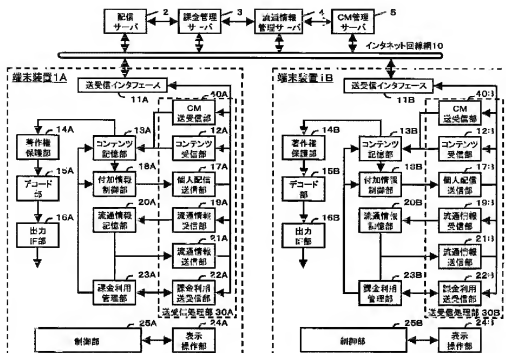 配信サーバ 2
課金管理サーバ 3
流通情報管理サーバ 4
CM管理サーバ 5
インタネット回線網10
端末装置1A
送受信インタフェース
11A
40A
CM送受信部
14A
著作権保護部
13A
コンテンツ記憶部
12A
コンテンツ受信部
15A
デコード部
18A
付加情報制御部
17A
個人配信送信部
16A
出力IF部
20A
流通情報記憶部
19A
流通情報受信部
21A
流通情報送信部
23A
課金利用管理部
22A
課金利用送受信部
送受信処理部30A
25A
制御部
24A
表示操作部
端末装置1B
送受信インタフェース
11B
40B
CM送受信部
14B
著作権保護部
13B
コンテンツ記憶部
12B
コンテンツ受信部
15B
デコード部
18B
付加情報制御部
17B
個人配信送信部
16B
出力IF部
20B
流通情報記憶部
19B
流通情報受信部
21B
流通情報送信部
23B
課金利用管理部
22B
課金利用送受信部
送受信処理部30B
25B
制御部
24B
表示操作部